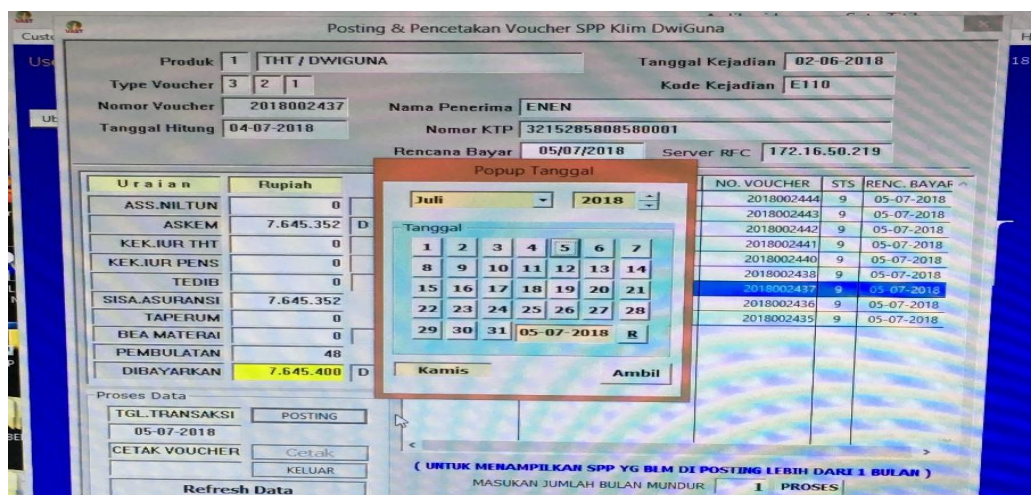 Posting & Pencetakan Voucher SPP Klim DwiGuna
Produk 1 THT / DWIGUNA
Tanggal Kejadian 02-06-2018
Type Voucher 3 2 1
Kode Kejadian E110
Nomor Voucher 2018002437
Nama Penerima ENEN
Tanggal Hitung 04-07-2018
Nomor KTP 3215285808580001
Rencana Bayar 05/07/2018
Server RFC 172.16.50.219
Uraian Rupiah
ASS.NILTUN 0
ASKEM 7.645.352 D
KEK.IUR THT 0
KEK.IUR PENS 0
TEDIB 0
SISA.ASURANSI 7.645.352
TAPERUM 0
BEA MATERAI 0
PEMBULATAN 48
DIBAYARKAN 7.645.400 D
Popup Tanggal
Juli 2018
Tanggal
1 2 3 4 5 6 7
8 9 10 11 12 13 14
15 16 17 18 19 20 21
22 23 24 25 26 27 28
29 30 31 05-07-2018 R
Kamis Ambil
NO. VOUCHER STS RENC. BAYAR
2018002444 9 05-07-2018
2018002443 9 05-07-2018
2018002442 9 05-07-2018
2018002441 9 05-07-2018
2018002440 9 05-07-2018
2018002438 9 05-07-2018
2018002437 9 05-07-2018
2018002436 9 05-07-2018
2018002435 9 05-07-2018
Proses Data
TGL.TRANSAKSI POSTING
05-07-2018
CETAK VOUCHER Cetak
KELUAR
Refresh Data
( UNTUK MENAMPILKAN SPP YG BLM DI POSTING LEBIH DARI 1 BULAN )
MASUKAN JUMLAH BULAN MUNDUR 1 PROSES